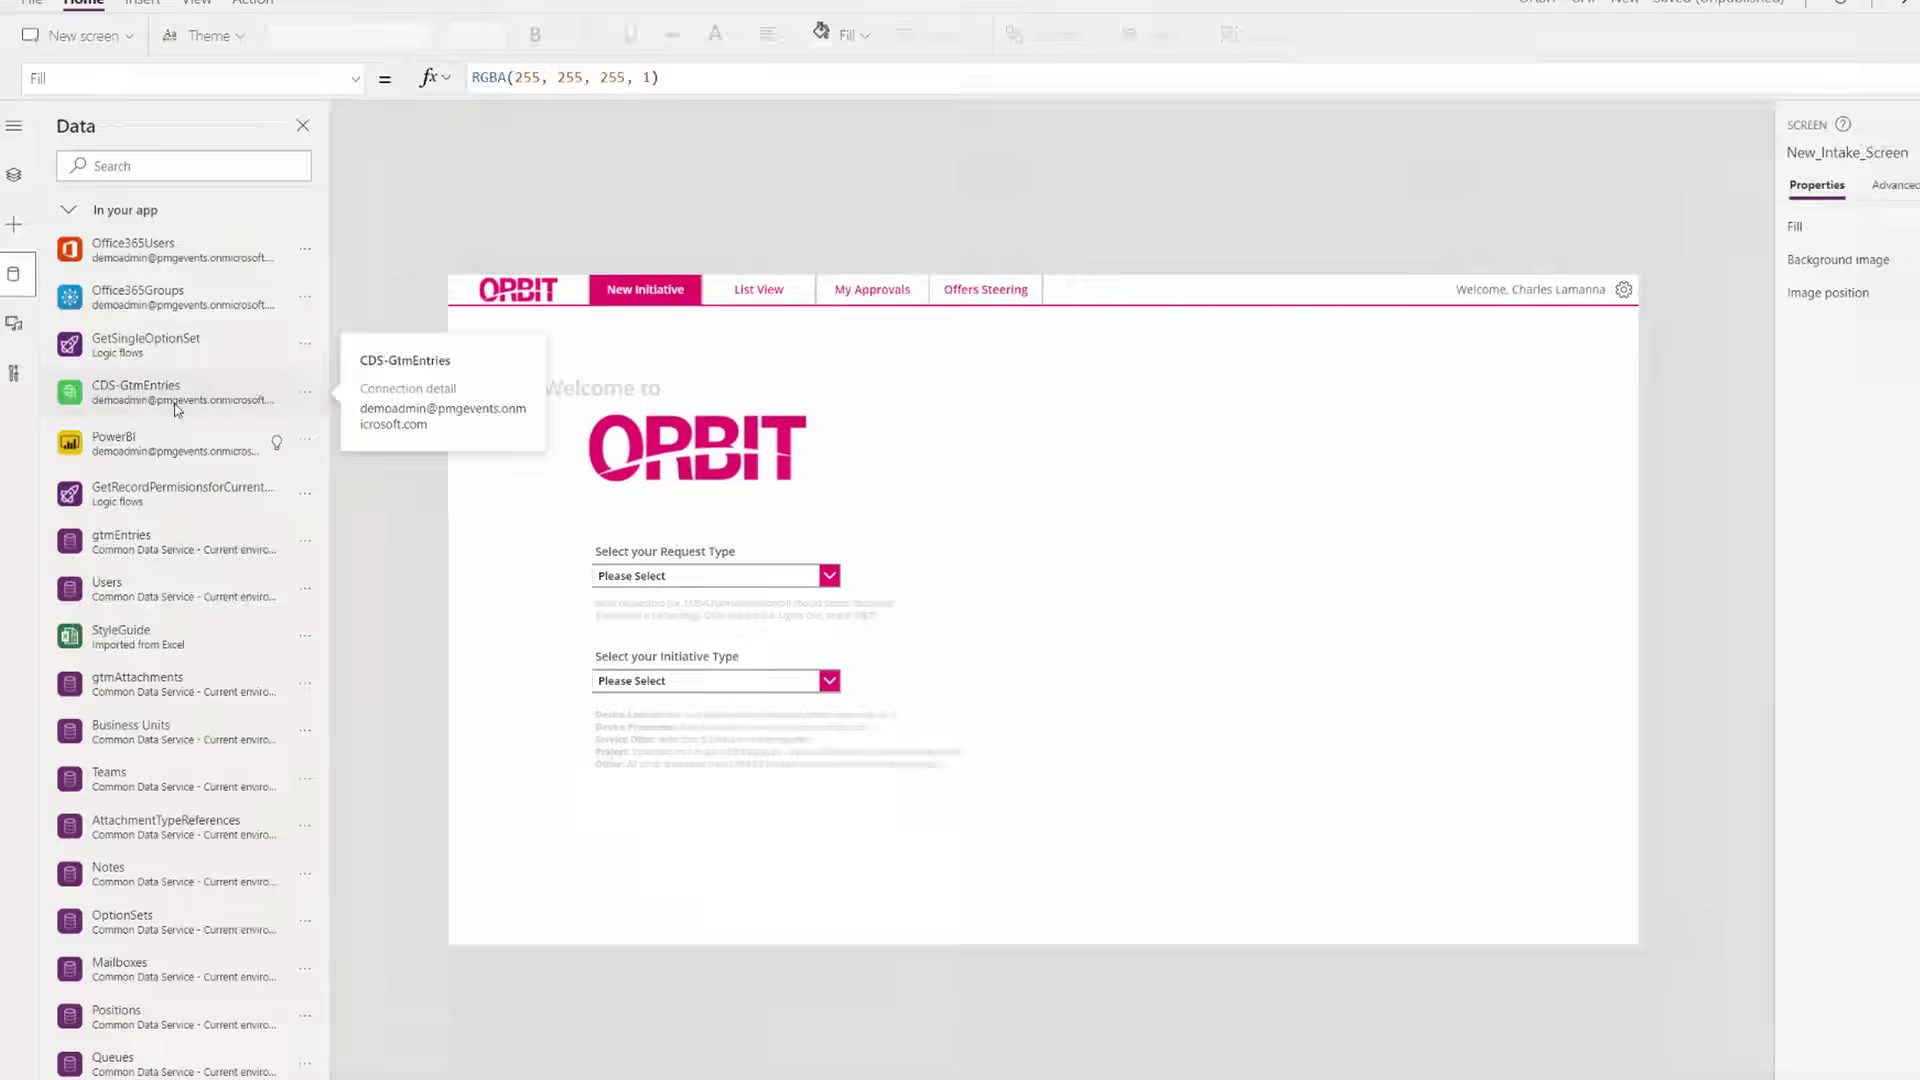 Home
New screen
Theme
B
Fill
Fill
=
fx
RGBA(255, 255, 255, 1)
Data
Search
In your app
Office365Users
demoadmin@pmgevents.onmicrosoft....
Office365Groups
demoadmin@pmgevents.onmicrosoft....
GetSingleOptionSet
Logic flows
CDS-GtmEntries
demoadmin@pmgevents.onmicrosoft....
PowerBI
demoadmin@pmgevents.onmicros...
GetRecordPermisionsforCurrent...
Logic flows
gtmEntries
Common Data Service - Current enviro...
Users
Common Data Service - Current enviro...
StyleGuide
Imported from Excel
gtmAttachments
Common Data Service - Current enviro...
Business Units
Common Data Service - Current enviro...
Teams
Common Data Service - Current enviro...
AttachmentTypeReferences
Common Data Service - Current enviro...
Notes
Common Data Service - Current enviro...
OptionSets
Common Data Service - Current enviro...
Mailboxes
Common Data Service - Current enviro...
Positions
Common Data Service - Current enviro...
Queues
CDS-GtmEntries
Connection detail
demoadmin@pmgevents.onm
icrosoft.com
ORBIT
New Initiative
List View
My Approvals
Offers Steering
Welcome, Charles Lamanna
Welcome to
ORBIT
Select your Request Type
Please Select
Select your Initiative Type
Please Select
SCREEN
New_Intake_Screen
Properties
Advanced
Fill
Background image
Image position